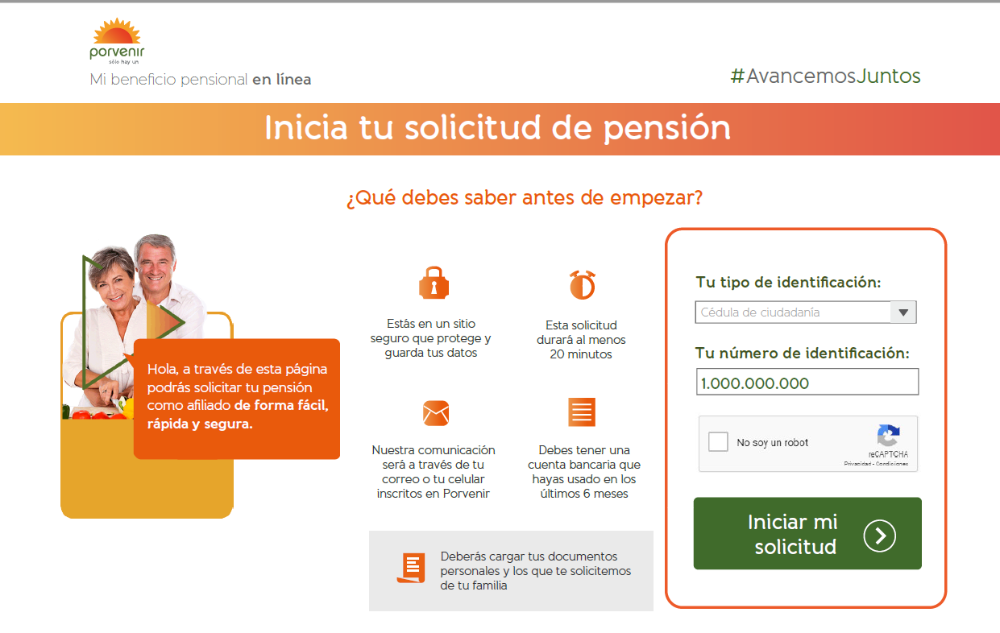 porvenir
sólo hay un
Mi beneficio pensional en línea
#AvancemosJuntos
Inicia tu solicitud de pensión
¿Qué debes saber antes de empezar?
Hola, a través de esta página
podrás solicitar tu pensión
como afiliado de forma fácil,
rápida y segura.
Estás en un sitio
seguro que protege y
guarda tus datos
Esta solicitud
durará al menos
20 minutos
Nuestra comunicación
será a través de tu
correo o tu celular
inscritos en Porvenir
Debes tener una
cuenta bancaria que
hayas usado en los
últimos 6 meses
Deberás cargar tus documentos
personales y los que te solicitemos
de tu familia
Tu tipo de identificación:
Cédula de ciudadanía
Tu número de identificación:
1.000.000.000
No soy un robot
reCAPTCHA
Privacidad - Condiciones
Iniciar mi
solicitud